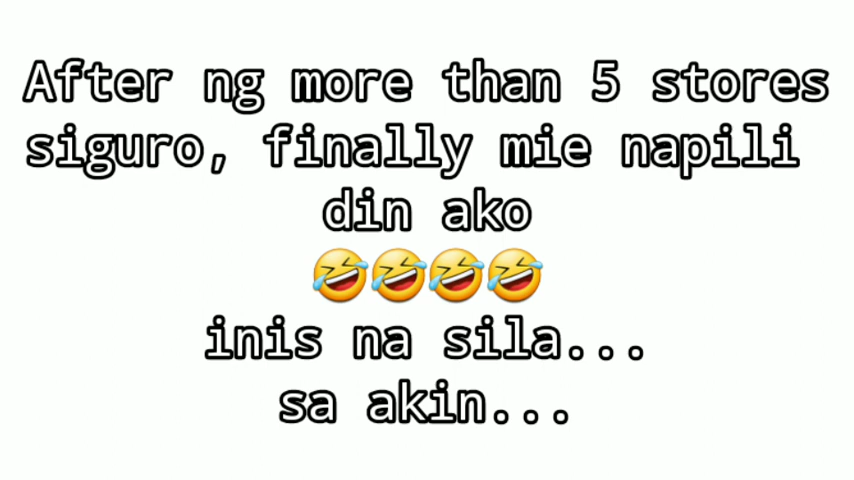 After ng more than 5 stores
siguro, finally mie napili
din ako
🤣🤣🤣🤣
inis na sila...
sa akin...